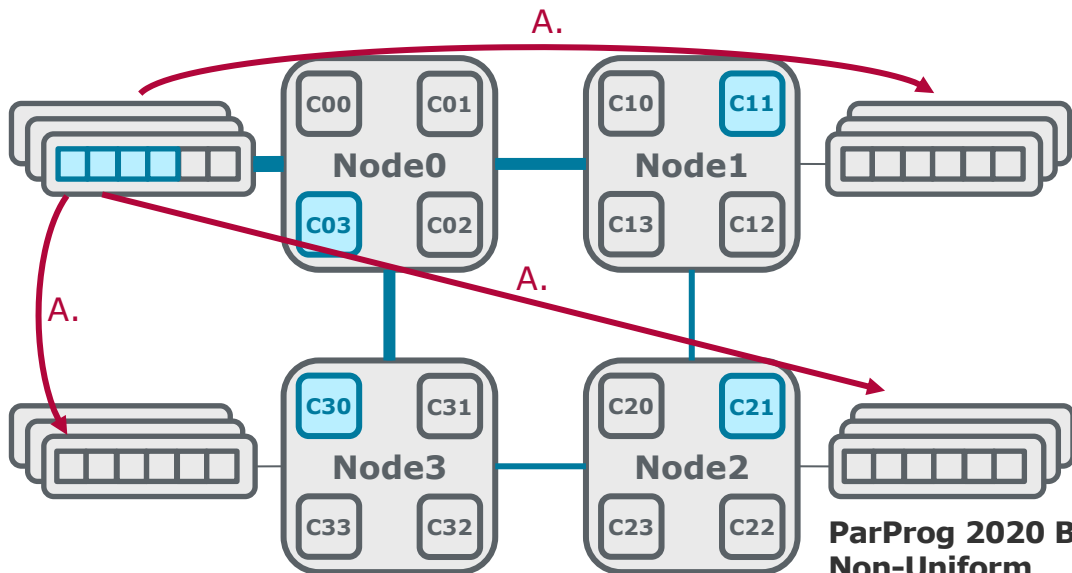 A.
C00
C01
C10
C11
Node0
Node1
C03
C02
C13
C12
A.
A.
C30
C31
C20
C21
Node3
Node2
C33
C32
C23
C22
ParProg 2020 B
Non-Uniform